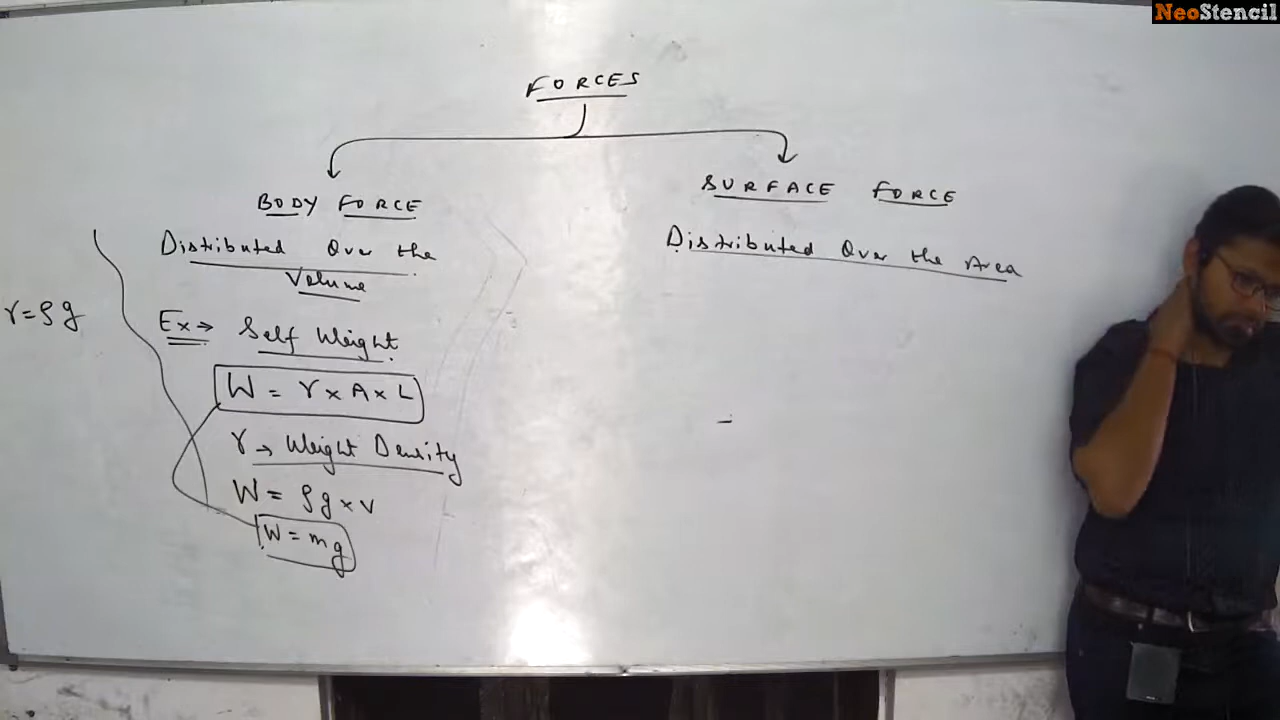 NeoStencil
FORCES
BODY FORCE
Distributed Over the
Volume
γ=ρg
Ex→ Self Weight
W = γ × A × L
γ → Weight Density
W = ρg × V
W = mg
SURFACE FORCE
Distributed Over the Area